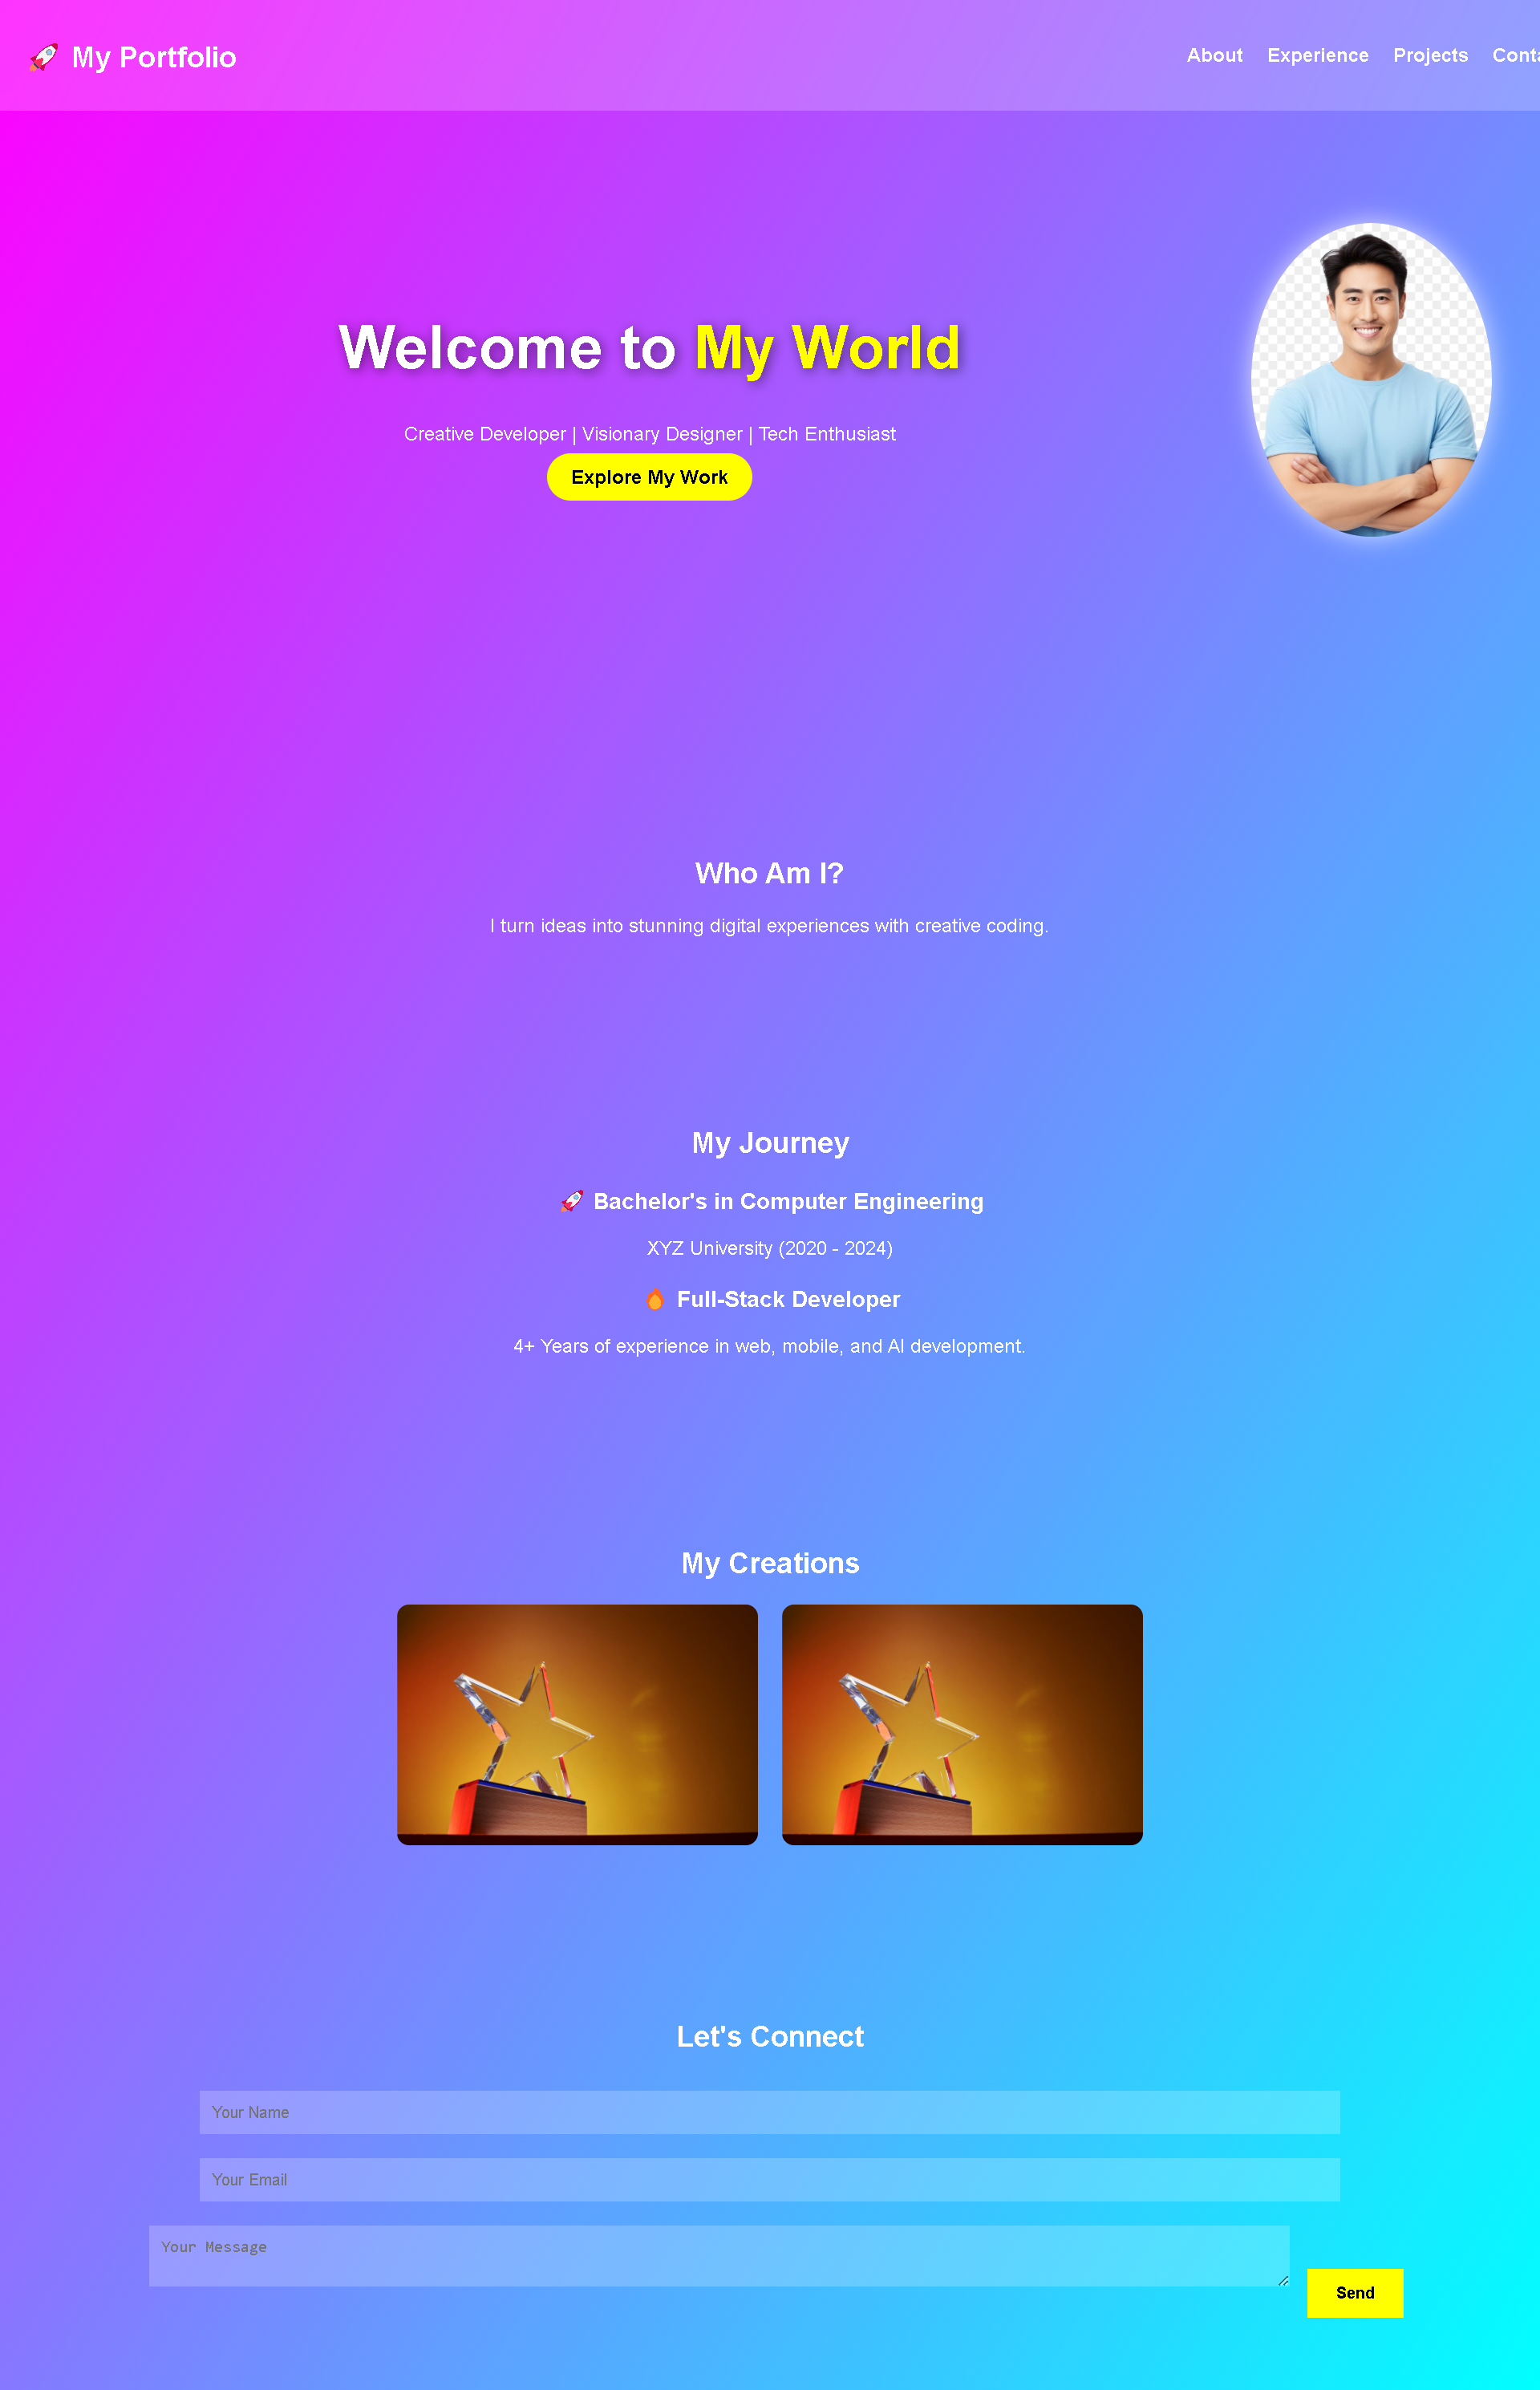 🚀 My Portfolio
About Experience Projects Conta
Welcome to My World
Creative Developer | Visionary Designer | Tech Enthusiast
Explore My Work
Who Am I?
I turn ideas into stunning digital experiences with creative coding.
My Journey
🚀 Bachelor's in Computer Engineering
XYZ University (2020 - 2024)
🔥 Full-Stack Developer
4+ Years of experience in web, mobile, and AI development.
My Creations
Let's Connect
Your Name
Your Email
Your Message
Send